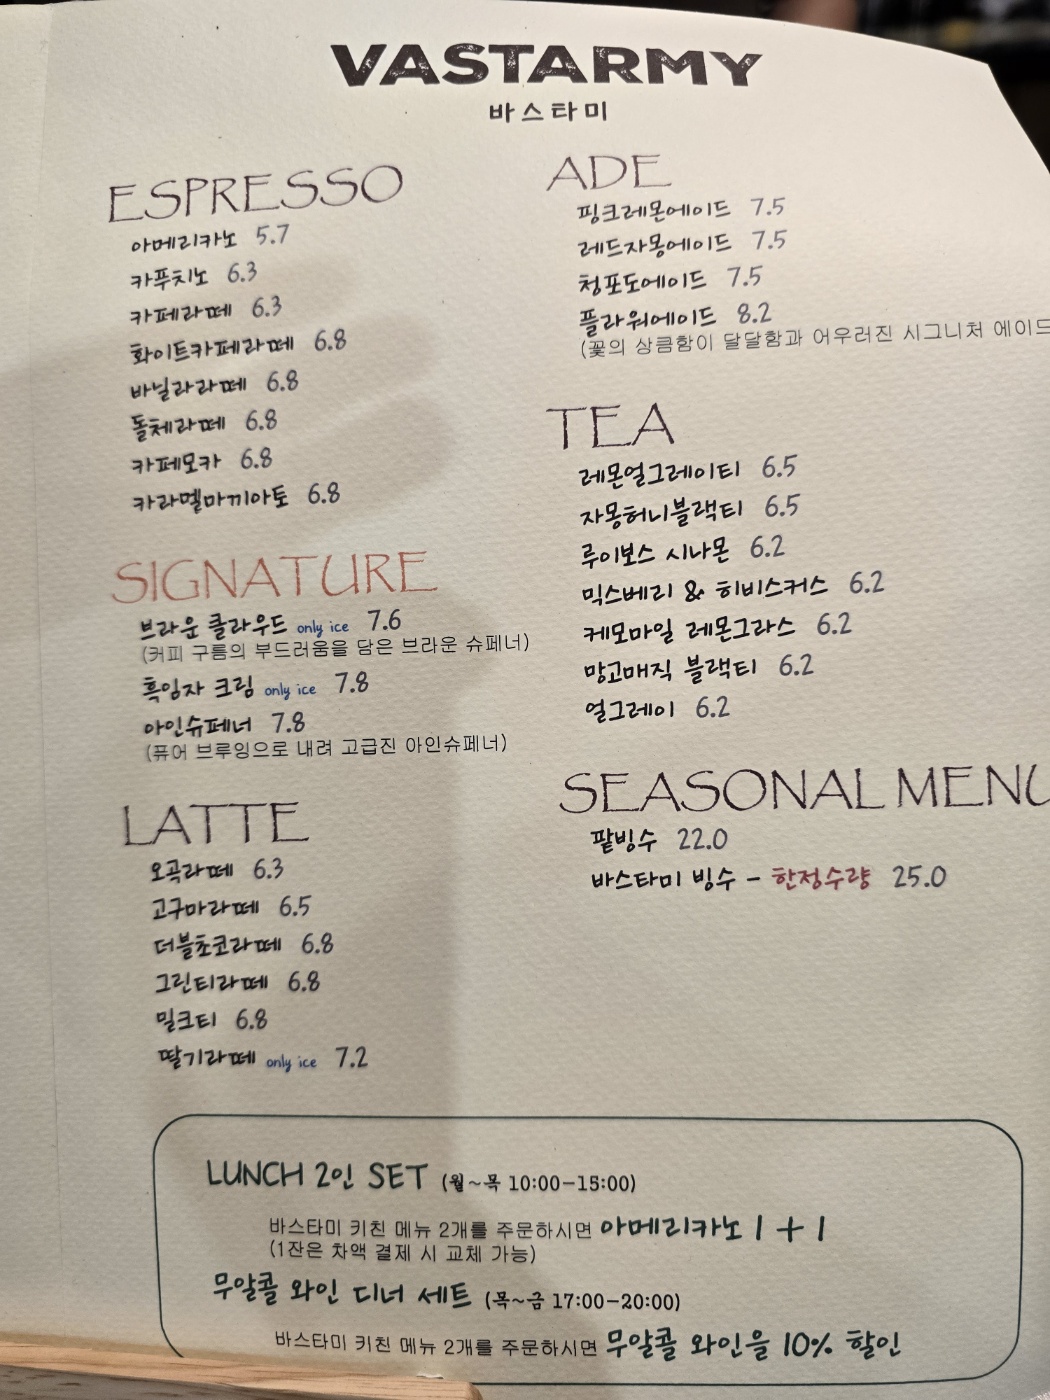 VASTARMY
바스타미
ESPRESSO
아메리카노 5.7
카푸치노 6.3
카페라떼 6.3
화이트카페라떼 6.8
바닐라라떼 6.8
돌체라떼 6.8
카페모카 6.8
카라멜마끼아토 6.8
SIGNATURE
브라운 클라우드 only ice 7.6
(커피 구름의 부드러움을 담은 브라운 슈페너)
흑임자 크림 only ice 7.8
아인슈페너 7.8
(퓨어 브루잉으로 내려 고급진 아인슈페너)
LATTE
오곡라떼 6.3
고구마라떼 6.5
더블초코라떼 6.8
그린티라떼 6.8
밀크티 6.8
딸기라떼 only ice 7.2
ADE
핑크레몬에이드 7.5
레드자몽에이드 7.5
청포도에이드 7.5
플라워에이드 8.2
(꽃의 상큼함이 달달함과 어우러진 시그니처 에이드
TEA
레몬얼그레이티 6.5
자몽허니블랙티 6.5
루이보스 시나몬 6.2
믹스베리 & 히비스커스 6.2
케모마일 레몬그라스 6.2
망고매직 블랙티 6.2
얼그레이 6.2
SEASONAL MENU
팥빙수 22.0
바스타미 빙수 - 한정수량 25.0
LUNCH 2인 SET (월~목 10:00-15:00)
바스타미 키친 메뉴 2개를 주문하시면 아메리카노 1 + 1
(1잔은 차액 결제 시 교체 가능)
무알콜 와인 디너 세트 (목~금 17:00-20:00)
바스타미 키친 메뉴 2개를 주문하시면 무알콜 와인을 10% 할인